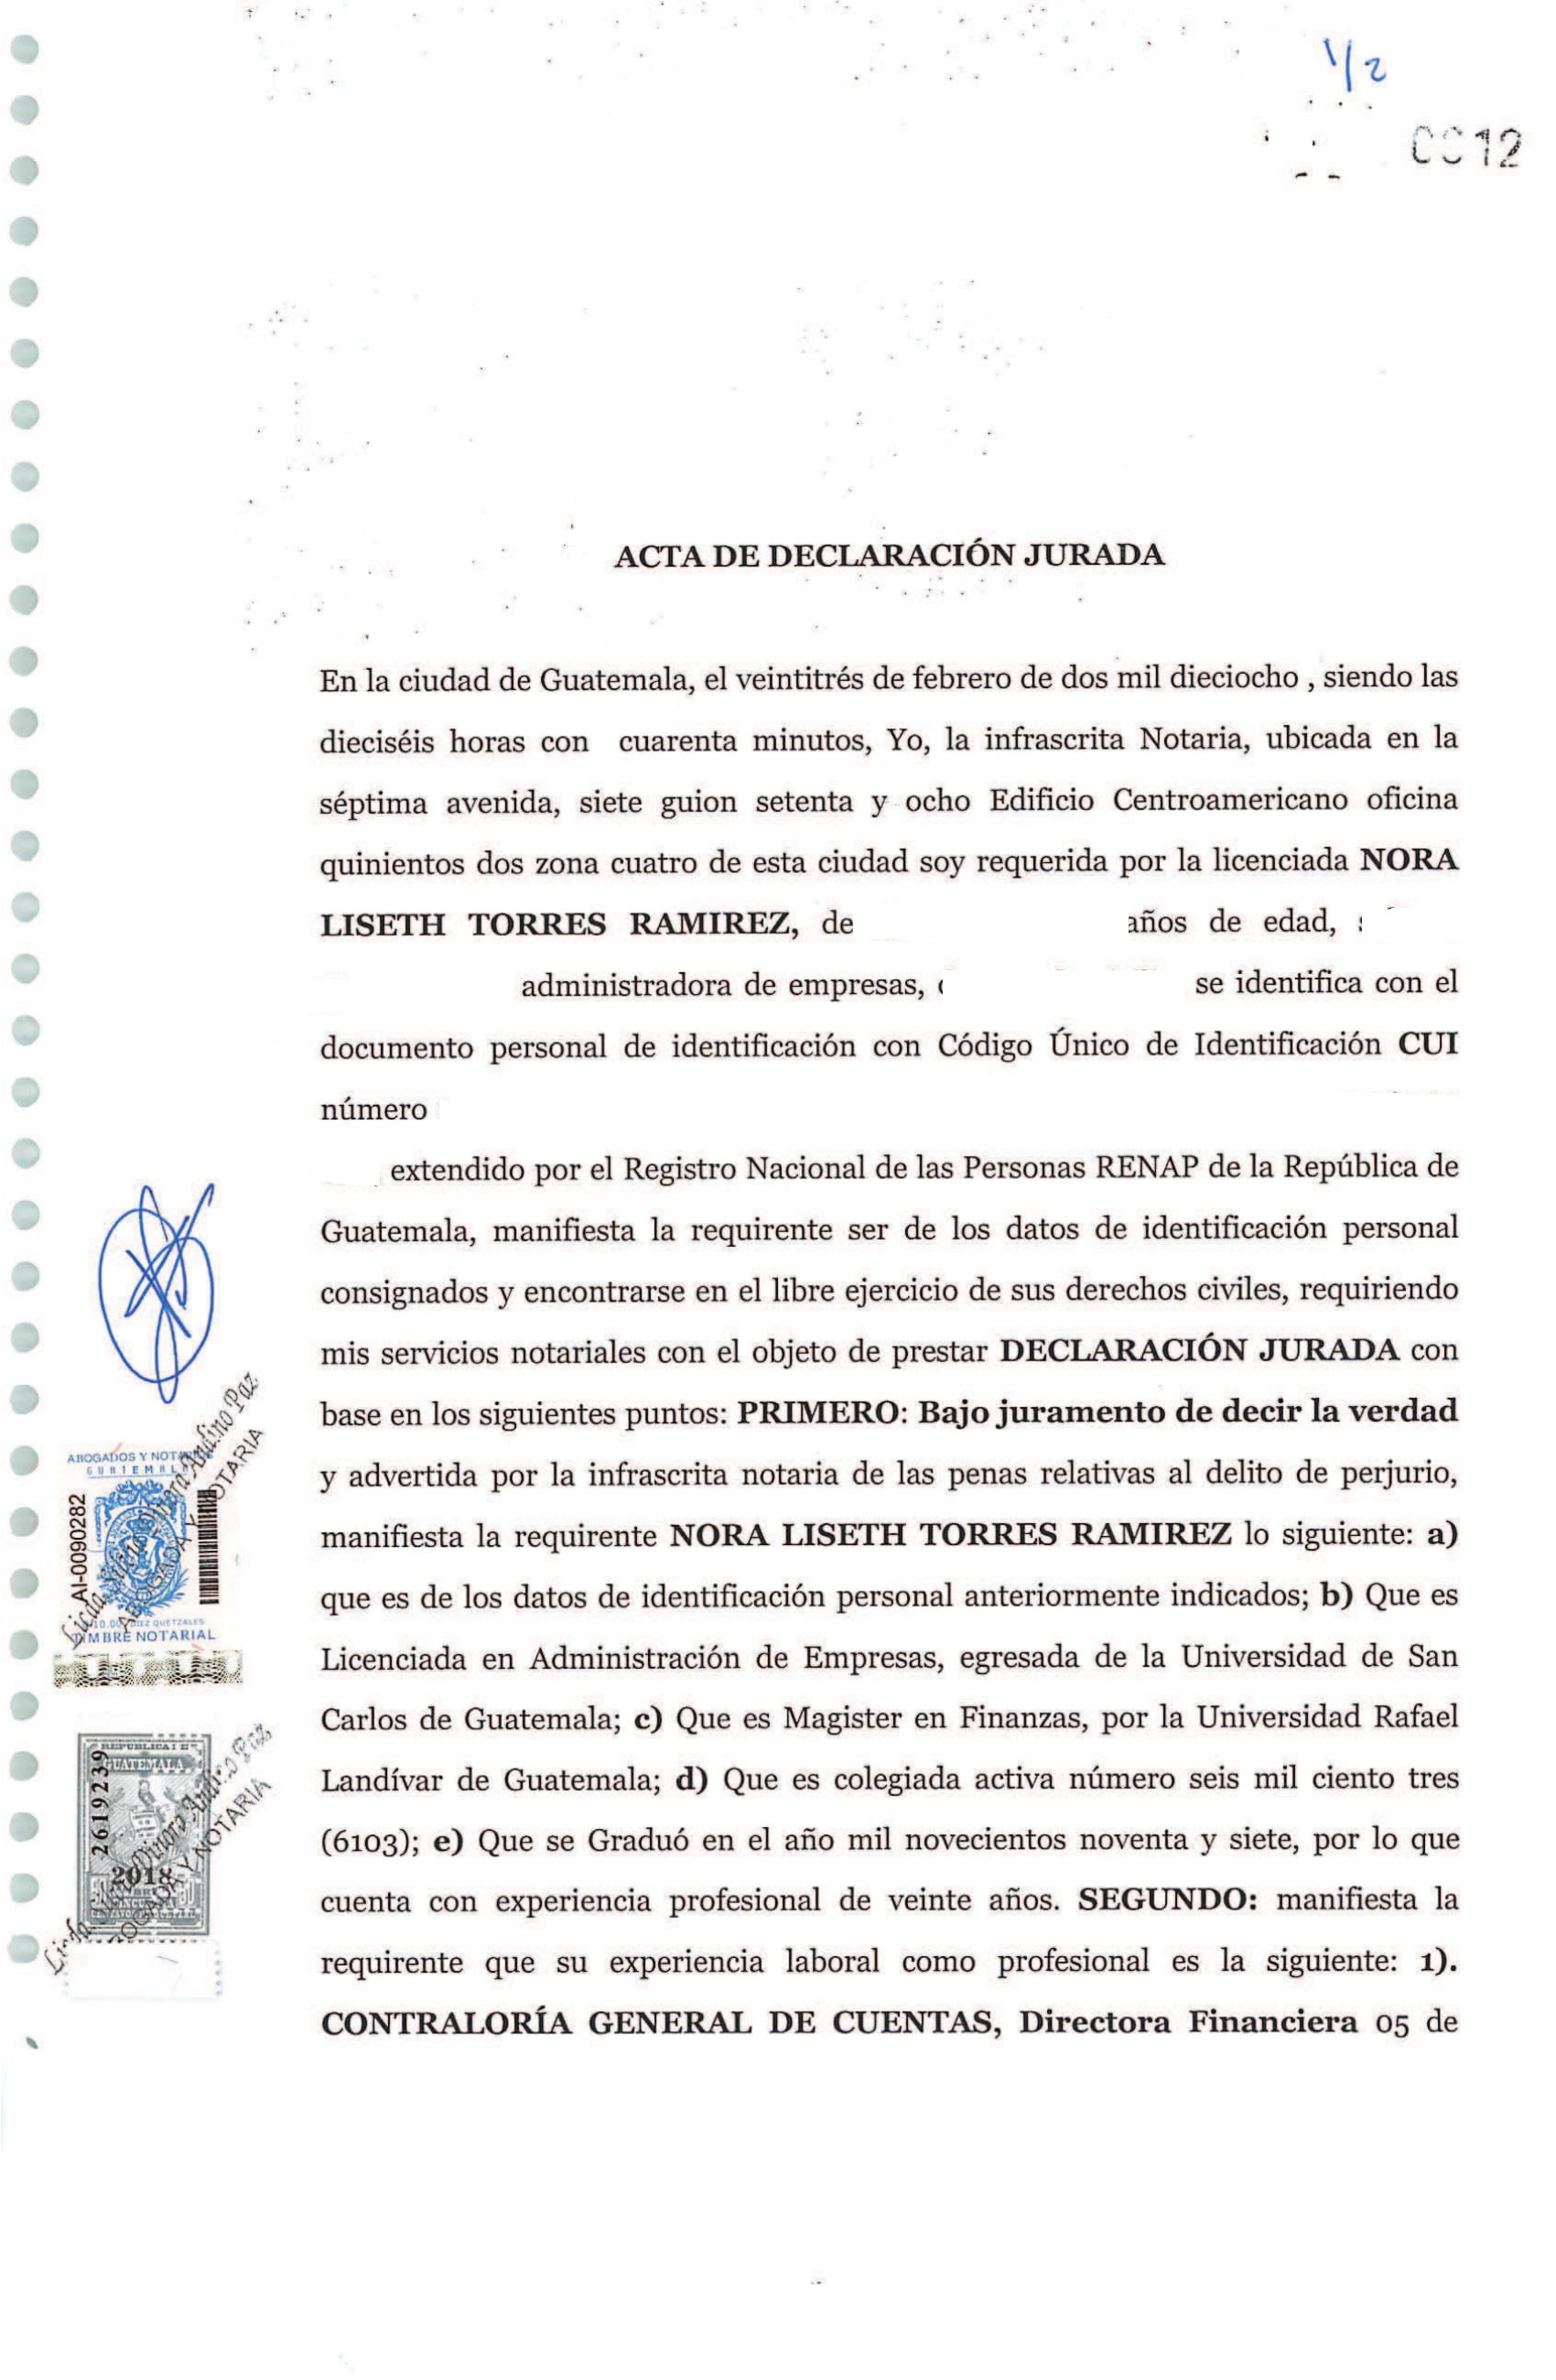 1/2
0012
ACTA DE DECLARACIÓN JURADA
En la ciudad de Guatemala, el veintitrés de febrero de dos mil dieciocho , siendo las
dieciséis horas con cuarenta minutos, Yo, la infrascrita Notaria, ubicada en la
séptima avenida, siete guion setenta y ocho Edificio Centroamericano oficina
quinientos dos zona cuatro de esta ciudad soy requerida por la licenciada NORA
LISETH TORRES RAMIREZ, de años de edad,
administradora de empresas, se identifica con el
documento personal de identificación con Código Único de Identificación CUI
número
extendido por el Registro Nacional de las Personas RENAP de la República de
Guatemala, manifiesta la requirente ser de los datos de identificación personal
consignados y encontrarse en el libre ejercicio de sus derechos civiles, requiriendo
mis servicios notariales con el objeto de prestar DECLARACIÓN JURADA con
base en los siguientes puntos: PRIMERO: Bajo juramento de decir la verdad
y advertida por la infrascrita notaria de las penas relativas al delito de perjurio,
manifiesta la requirente NORA LISETH TORRES RAMIREZ lo siguiente: a)
que es de los datos de identificación personal anteriormente indicados; b) Que es
Licenciada en Administración de Empresas, egresada de la Universidad de San
Carlos de Guatemala; c) Que es Magister en Finanzas, por la Universidad Rafael
Landívar de Guatemala; d) Que es colegiada activa número seis mil ciento tres
(6103); e) Que se Graduó en el año mil novecientos noventa y siete, por lo que
cuenta con experiencia profesional de veinte años. SEGUNDO: manifiesta la
requirente que su experiencia laboral como profesional es la siguiente: 1).
CONTRALORÍA GENERAL DE CUENTAS, Directora Financiera 05 de
ABOGADOS Y
GUATEMALA
AI-0090282
DIEZ QUETZALES
TIMBRE NOTARIAL
Licda. Dinora Andino Paz
ABOGADA Y NOTARIA
REPUBLICA
GUATEMALA
2619239
2018
Licda. Dinora Andino Paz
ABOGADA Y NOTARIA